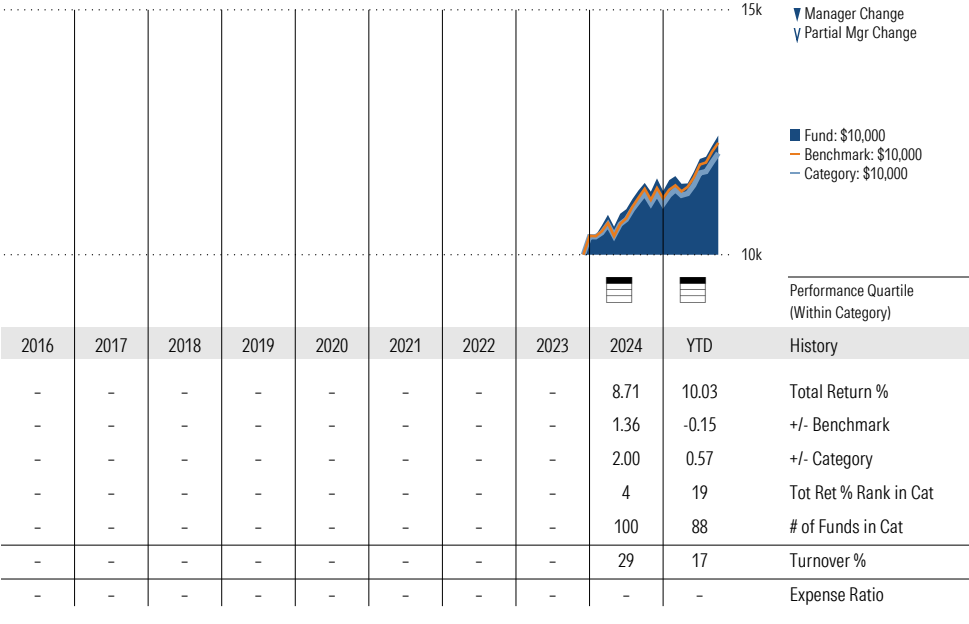 15k
▼ Manager Change
Partial Mgr Change
Fund: $10,000
Benchmark: $10,000
Category: $10,000
10k
Performance Quartile
(Within Category)
2016 2017 2018 2019 2020 2021 2022 2023 2024 YTD History
– – – – – – – – 8.71 10.03 Total Return %
– – – – – – – – 1.36 -0.15 +/- Benchmark
– – – – – – – – 2.00 0.57 +/- Category
– – – – – – – – 4 19 Tot Ret % Rank in Cat
– – – – – – – – 100 88 # of Funds in Cat
– – – – – – – – 29 17 Turnover %
– – – – – – – – – – Expense Ratio